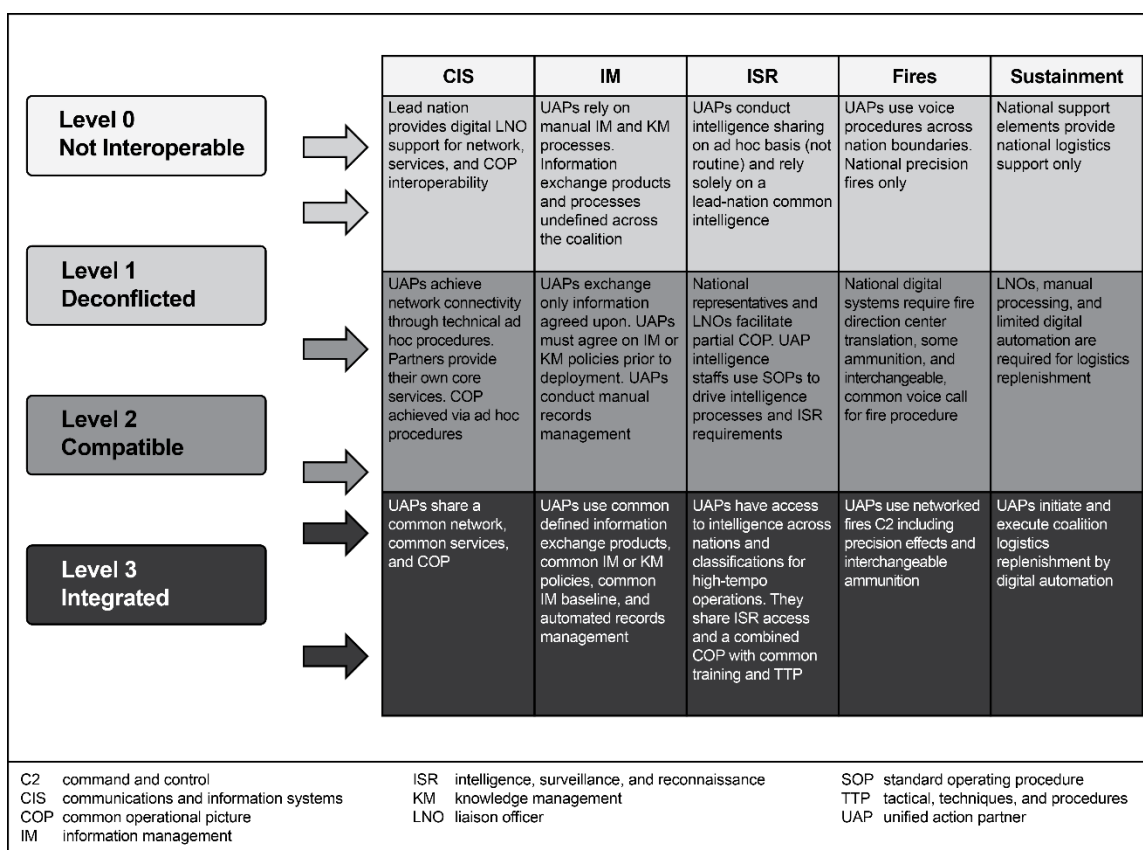 Level 0
Not Interoperable
Level 1
Deconflicted
Level 2
Compatible
Level 3
Integrated
CIS
IM
ISR
Fires
Sustainment
Lead nation
provides digital LNO
support for network,
services, and COP
interoperability
UAPs rely on
manual IM and KM
processes.
Information
exchange products
and processes
undefined across
the coalition
UAPs conduct
intelligence sharing
on ad hoc basis (not
routine) and rely
solely on a
lead-nation common
intelligence
UAPs use voice
procedures across
nation boundaries.
National precision
fires only
National support
elements provide
national logistics
support only
UAPs achieve
network connectivity
through technical ad
hoc procedures.
Partners provide
their own core
services. COP
achieved via ad hoc
procedures
UAPs exchange
only information
agreed upon. UAPs
must agree on IM or
KM policies prior to
deployment. UAPs
conduct manual
records
management
National
representatives and
LNOs facilitate
partial COP. UAP
intelligence
staffs use SOPs to
drive intelligence
processes and ISR
requirements
National digital
systems require fire
direction center
translation, some
ammunition, and
interchangeable,
common voice call
for fire procedure
LNOs, manual
processing, and
limited digital
automation are
required for logistics
replenishment
UAPs share a
common network,
common services,
and COP
UAPs use common
defined information
exchange products,
common IM or KM
policies, common
IM baseline, and
automated records
management
UAPs have access
to intelligence across
nations and
classifications for
high-tempo
operations. They
share ISR access
and a combined
COP with common
training and TTP
UAPs use networked
fires C2 including
precision effects and
interchangeable
ammunition
UAPs initiate and
execute coalition
logistics
replenishment by
digital automation
C2 command and control
CIS communications and information systems
COP common operational picture
IM information management
ISR intelligence, surveillance, and reconnaissance
KM knowledge management
LNO liaison officer
SOP standard operating procedure
TTP tactical, techniques, and procedures
UAP unified action partner